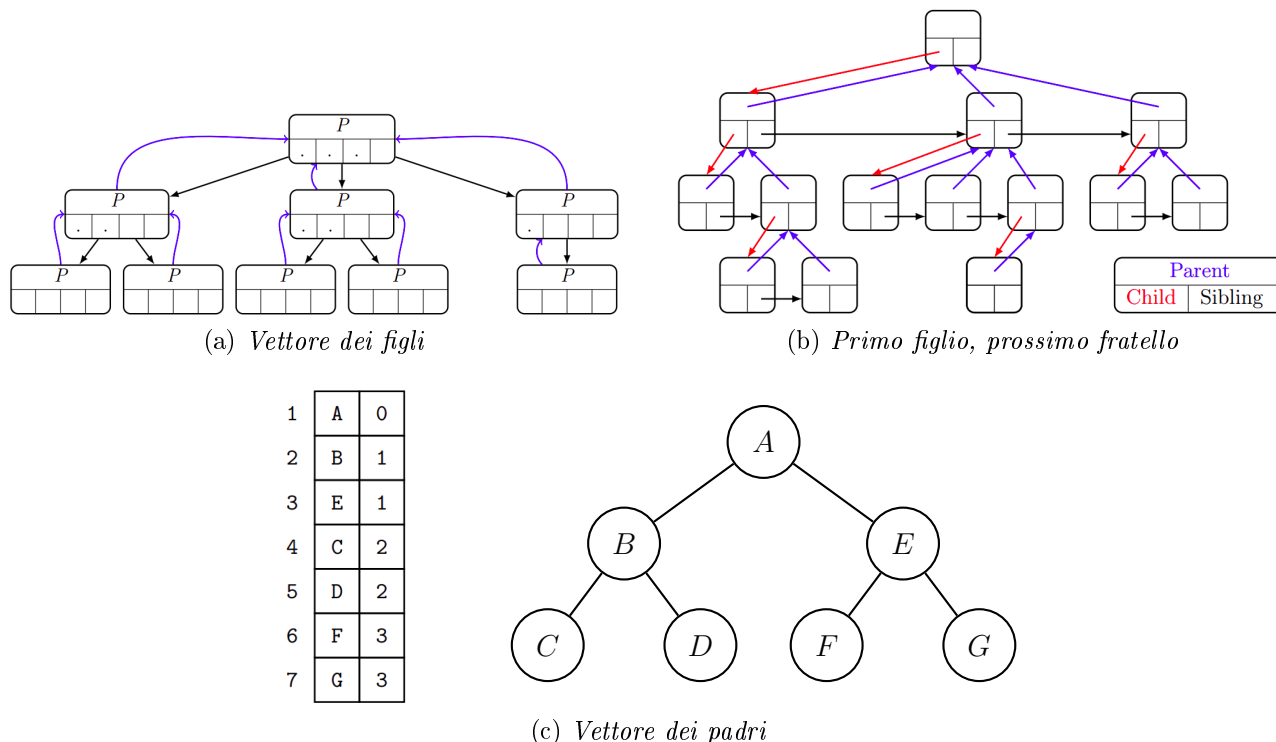 P
. . .
P P P
. . . . .
P P P P P
Parent
Child Sibling
(a) Vettore dei figli
(b) Primo figlio, prossimo fratello
1 A 0
2 B 1
3 E 1
4 C 2
5 D 2
6 F 3
7 G 3
A
B E
C D F G
(c) Vettore dei padri